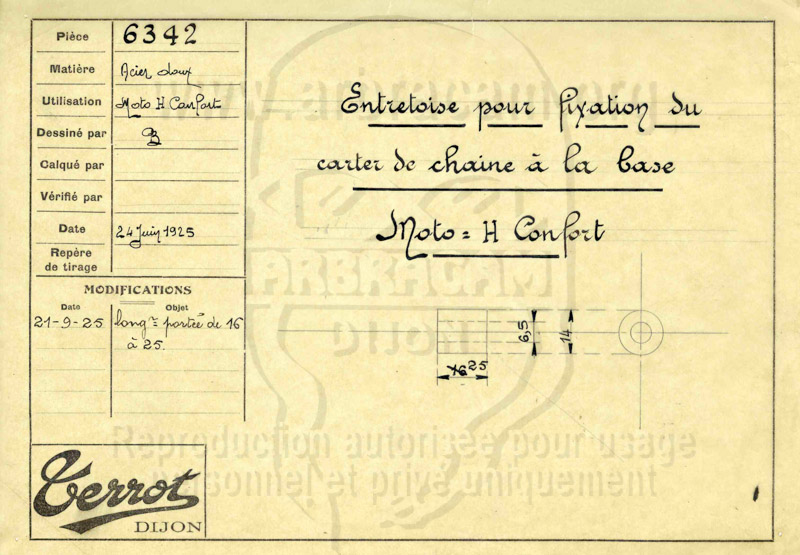 Pièce 6342
Matière Acier doux
Utilisation Moto H Confort
Dessiné par
Calqué par
Vérifié par
Date 24 Juin 1925
Repère
de tirage
MODIFICATIONS
Date Objet
21-9-25 long.r portée de 16
à 25.
Entretoise pour fixation du
carter de chaine à la base
Moto = H Confort
6,5
14
16 25
www.arbracam.org
ARBRACAM
DIJON
Reproduction autorisée pour usage
personnel et privé uniquement
Terrot
DIJON